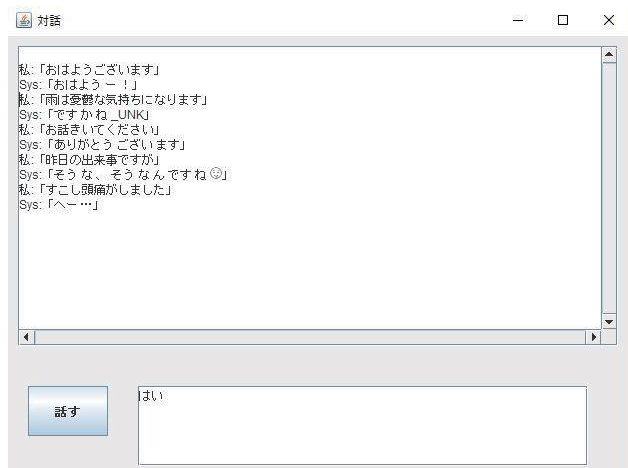 対話
私:「おはようございます」
Sys:「おはよう ー ！」
私:「雨は憂鬱な気持ちになります」
Sys:「です か ね _UNK」
私:「お話きいてください」
Sys:「ありがとう ござい ます」
私:「昨日の出来事ですが」
Sys:「そう な 、 そう な ん です ね ☺」
私:「すこし頭痛がしました」
Sys:「へー …」
話す
はい